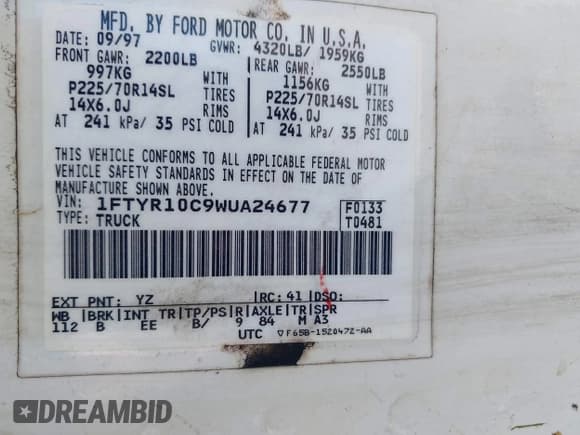 MFD, BY FORD MOTOR CO. IN U.S.A.
DATE: 09/97 GVWR: 4320LB/ 1959KG
FRONT GAWR: 2200LB REAR GAWR: 2550LB
997KG WITH 1156KG WITH
P225/70R14SL TIRES P225/70R14SL TIRES
14X6.0J RIMS 14X6.0J RIMS
AT 241 kPa/ 35 PSI COLD AT 241 kPa/ 35 PSI COLD
THIS VEHICLE CONFORMS TO ALL APPLICABLE FEDERAL MOTOR
VEHICLE SAFETY STANDARDS IN EFFECT ON THE DATE OF
MANUFACTURE SHOWN ABOVE.
VIN: 1FTYR10C9WUA24677 F0133
TYPE: TRUCK T0481
EXT PNT: YZ RC: 41 DSO:
WB BRK INT TR TP/PS R AXLE TR SPR
112 B EE B/ 9 84 M A3
UTC ▽F65B-1520472-AA
DREAMBID